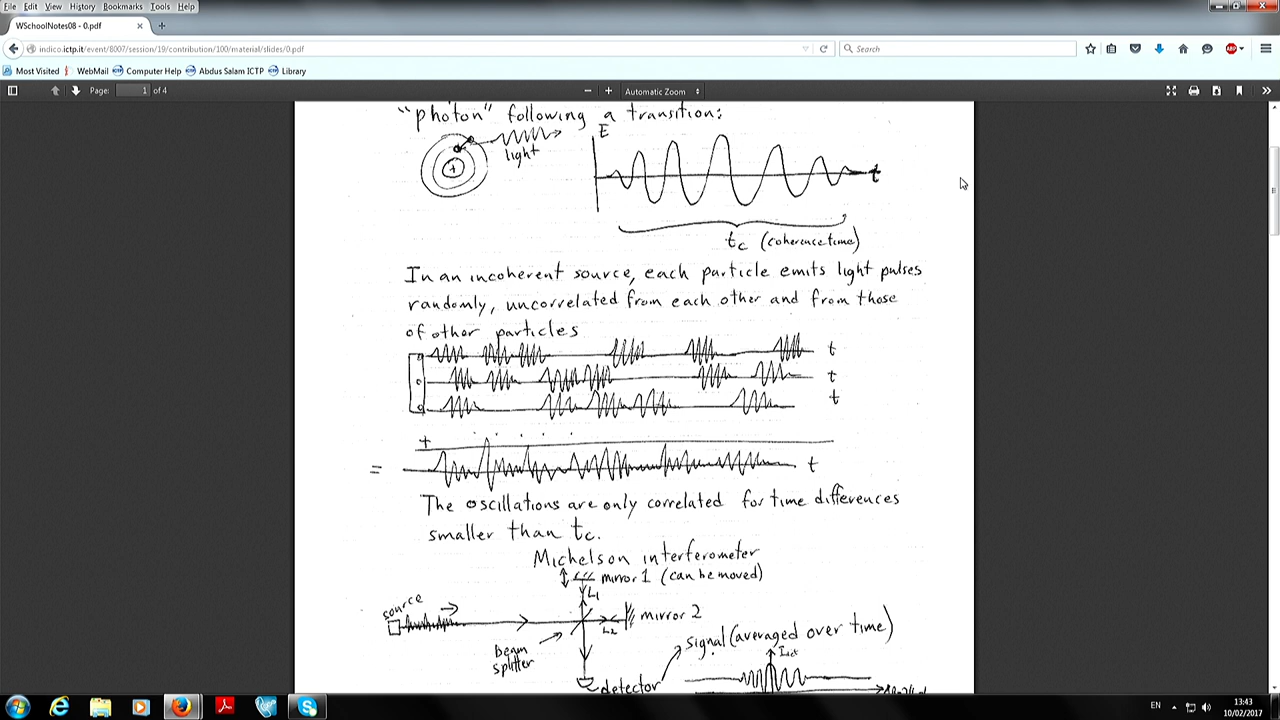 File Edit View History Bookmarks Tools Help
WSchoolNotes08 - 0.pdf
indico.ictp.it/event/8007/session/19/contribution/100/material/slides/0.pdf
Search
Most Visited WebMail Computer Help Abdus Salam ICTP Library
Page: 1 of 4
Automatic Zoom
"photon" following a transition:
E
light
+
t
tc (coherence time)
In an incoherent source, each particle emits light pulses
randomly, uncorrelated from each other and from those
of other particles
t
t
t
+
=
t
The oscillations are only correlated for time differences
smaller than tc.
Michelson interferometer
mirror 1 (can be moved)
L1
source
mirror 2
L2
beam
splitter
signal (averaged over time)
detector
EN
13:43
10/02/2017